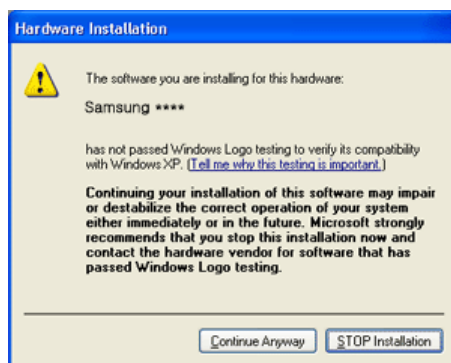 Hardware Installation
The software you are installing for this hardware:
Samsung ****
has not passed Windows Logo testing to verify its compatibility
with Windows XP. (Tell me why this testing is important.)
Continuing your installation of this software may impair
or destabilize the correct operation of your system
either immediately or in the future. Microsoft strongly
recommends that you stop this installation now and
contact the hardware vendor for software that has
passed Windows Logo testing.
Continue Anyway STOP Installation